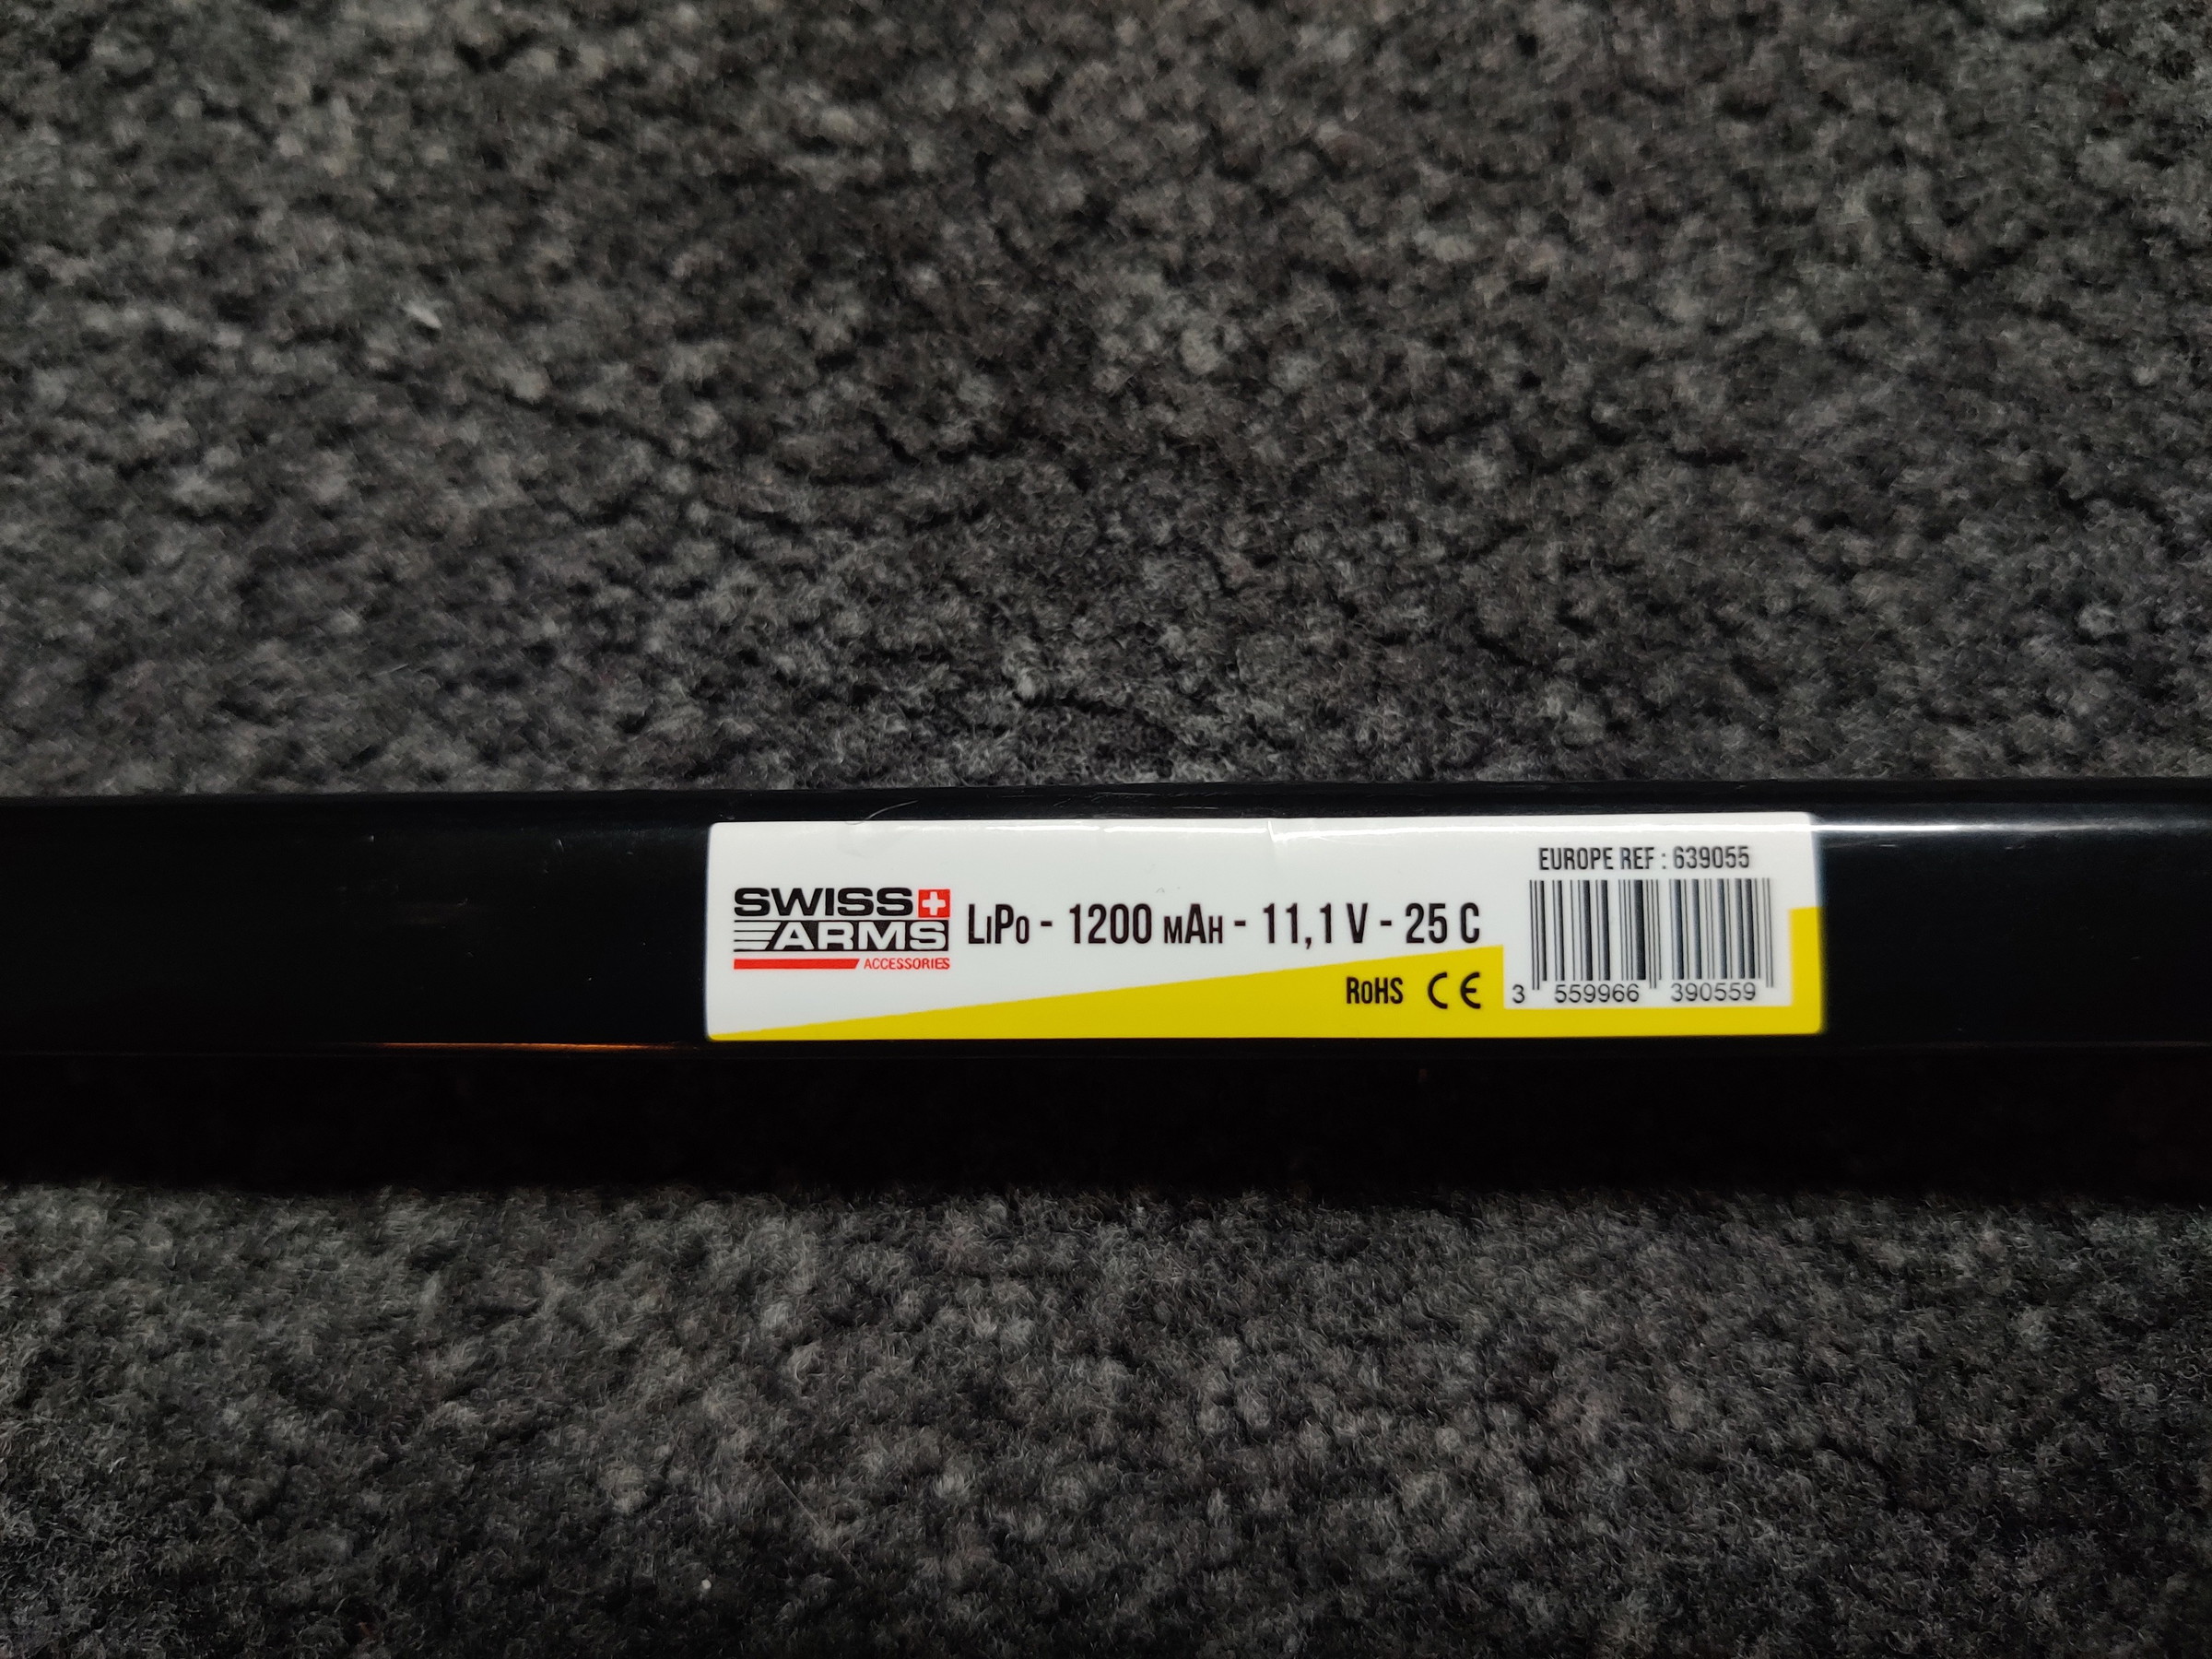 SWISS
ARMS
ACCESSORIES
LiPo - 1200 mAh - 11,1 V - 25 C
RoHS CE
EUROPE REF : 639055
3 559966 390559